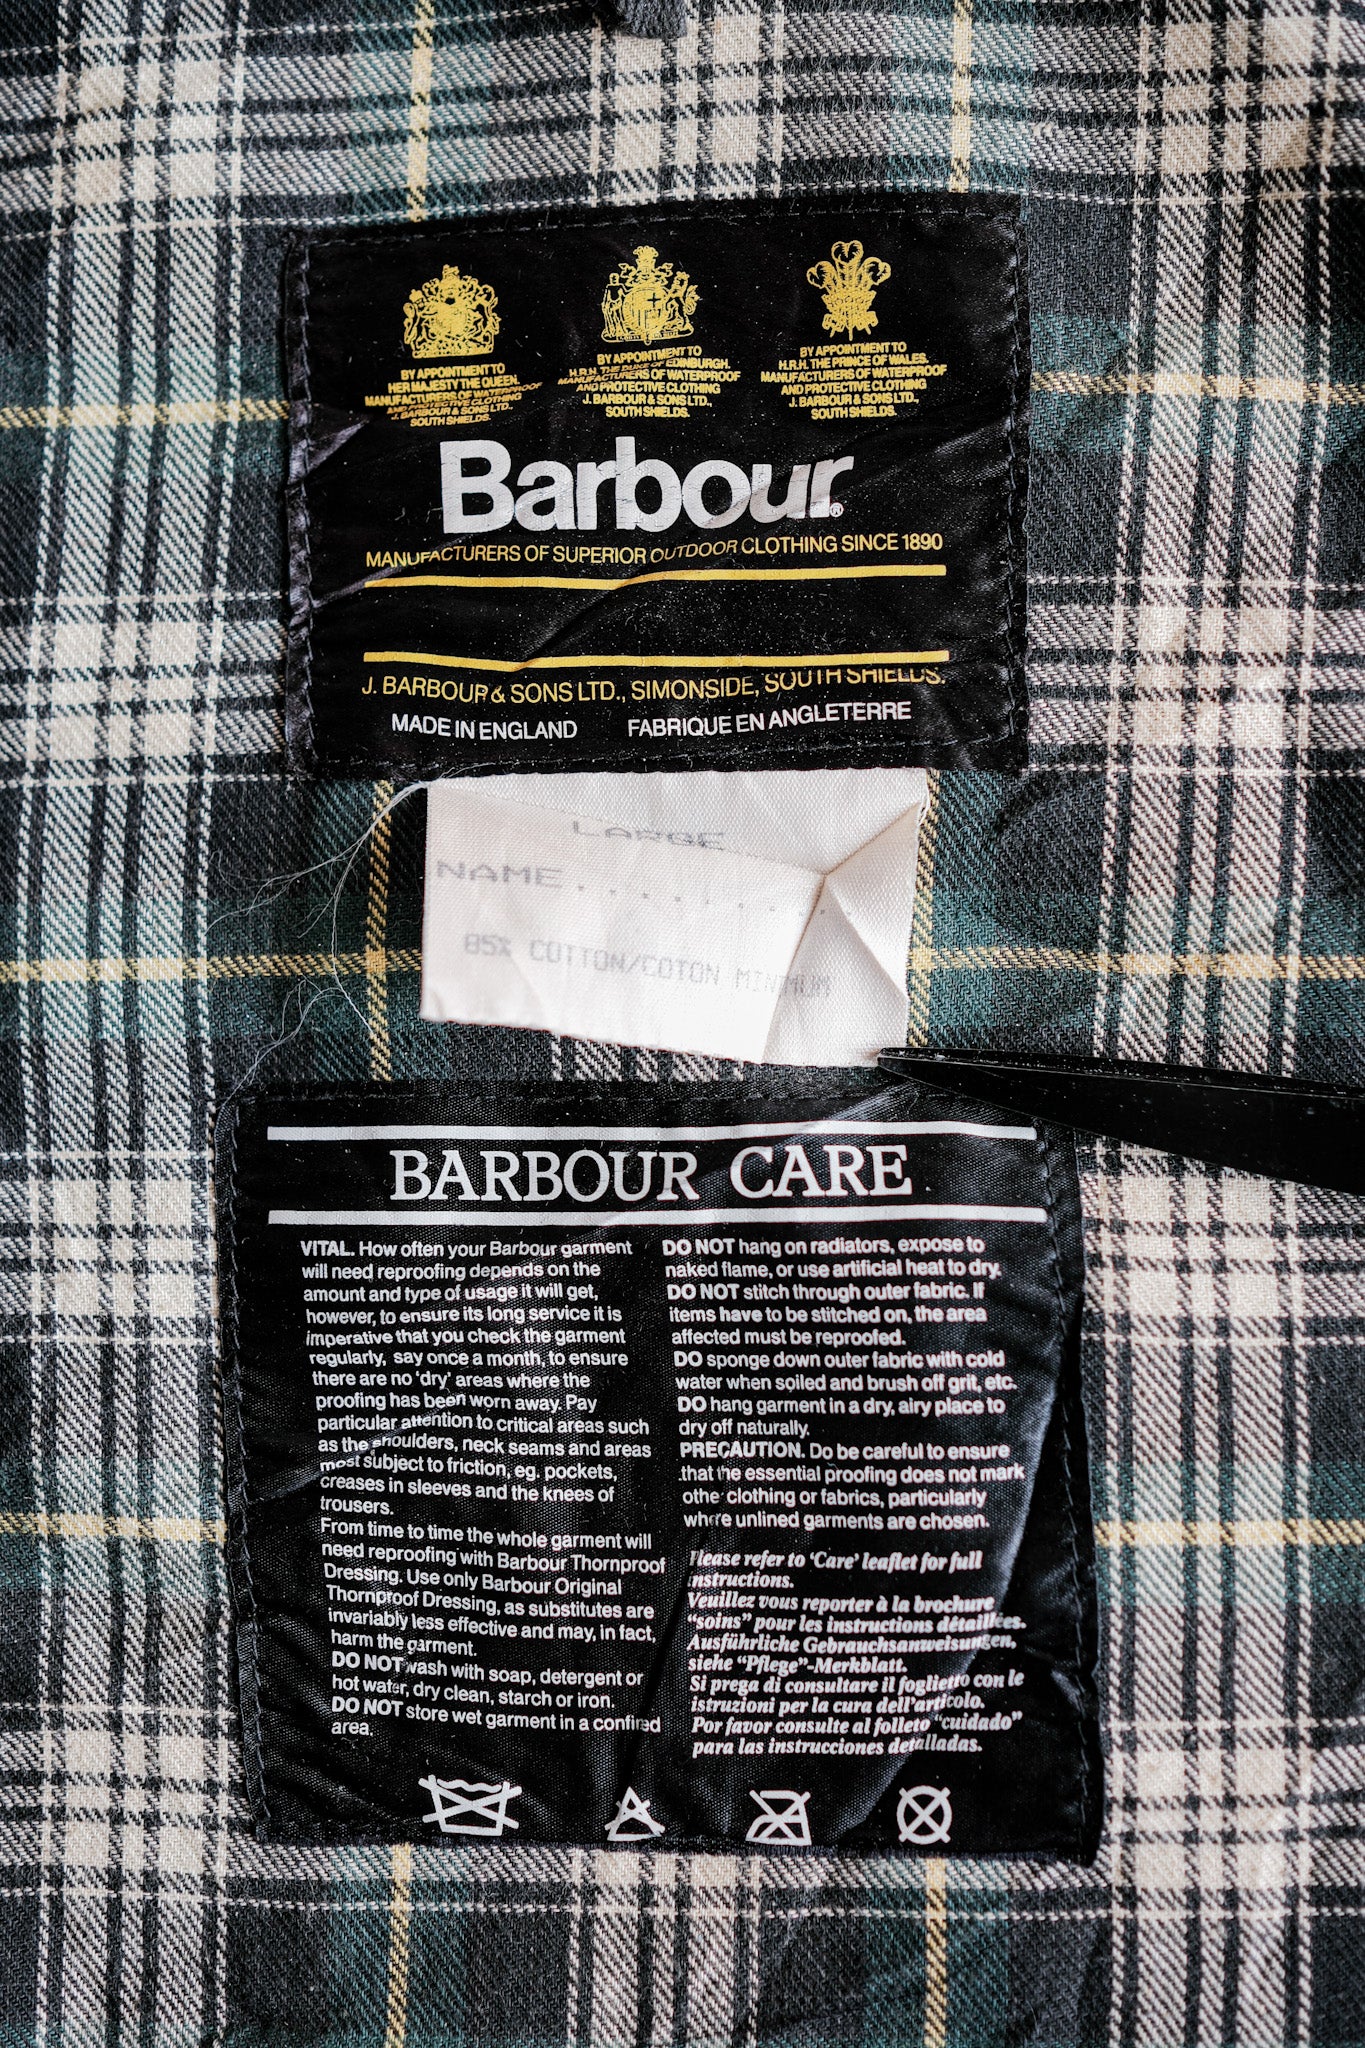 BY APPOINTMENT TO
HER MAJESTY THE QUEEN.
MANUFACTURERS OF WATERPROOF
AND PROTECTIVE CLOTHING
J. BARBOUR & SONS LTD.,
SOUTH SHIELDS.
BY APPOINTMENT TO
H.R.H. THE DUKE OF EDINBURGH.
MANUFACTURERS OF WATERPROOF
AND PROTECTIVE CLOTHING
J. BARBOUR & SONS LTD.,
SOUTH SHIELDS.
BY APPOINTMENT TO
H.R.H. THE PRINCE OF WALES.
MANUFACTURERS OF WATERPROOF
AND PROTECTIVE CLOTHING
J. BARBOUR & SONS LTD.,
SOUTH SHIELDS.
Barbour®
MANUFACTURERS OF SUPERIOR OUTDOOR CLOTHING SINCE 1890
J. BARBOUR & SONS LTD., SIMONSIDE, SOUTH SHIELDS.
MADE IN ENGLAND FABRIQUE EN ANGLETERRE
LARGE
NAME..........
85% COTTON/COTON MINIMUM
BARBOUR CARE
VITAL. How often your Barbour garment
will need reproofing depends on the
amount and type of usage it will get,
however, to ensure its long service it is
imperative that you check the garment
regularly, say once a month, to ensure
there are no 'dry' areas where the
proofing has been worn away. Pay
particular attention to critical areas such
as the shoulders, neck seams and areas
most subject to friction, eg. pockets,
creases in sleeves and the knees of
trousers.
From time to time the whole garment will
need reproofing with Barbour Thornproof
Dressing. Use only Barbour Original
Thornproof Dressing, as substitutes are
invariably less effective and may, in fact,
harm the garment.
DO NOT wash with soap, detergent or
hot water, dry clean, starch or iron.
DO NOT store wet garment in a confined
area.
DO NOT hang on radiators, expose to
naked flame, or use artificial heat to dry.
DO NOT stitch through outer fabric. If
items have to be stitched on, the area
affected must be reproofed.
DO sponge down outer fabric with cold
water when soiled and brush off grit, etc.
DO hang garment in a dry, airy place to
dry off naturally.
PRECAUTION. Do be careful to ensure
that the essential proofing does not mark
other clothing or fabrics, particularly
where unlined garments are chosen.
Please refer to 'Care' leaflet for full
instructions.
Veuillez vous reporter à la brochure
"soins" pour les instructions détaillées.
Ausführliche Gebrauchsanweisungen,
siehe "Pflege"-Merkblatt.
Si prega di consultare il foglietto con le
istruzioni per la cura dell'articolo.
Por favor consulte al folleto "cuidado"
para las instrucciones detalladas.